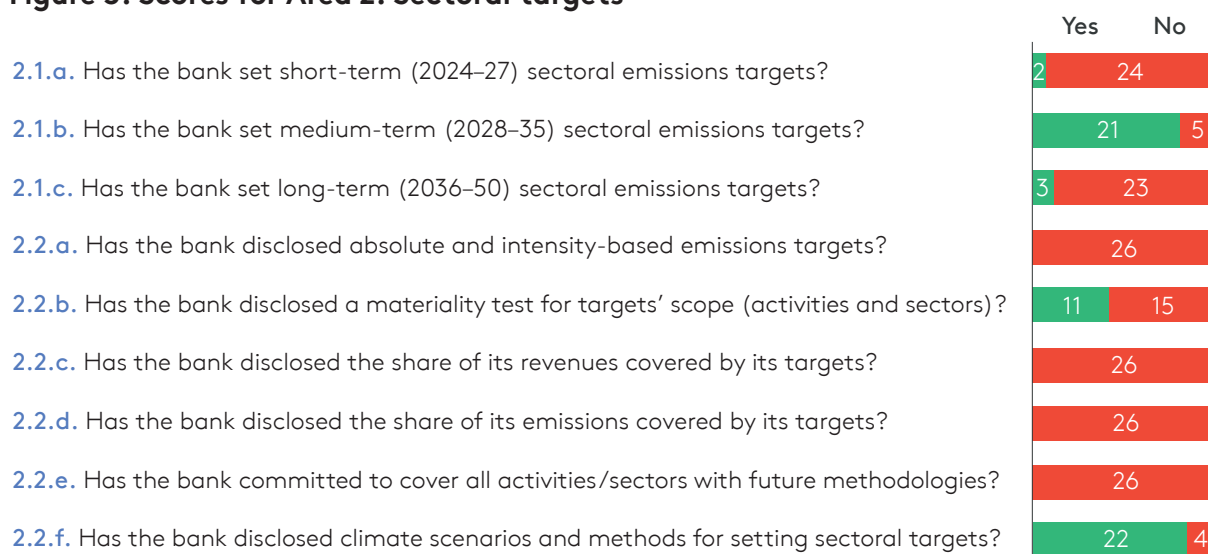 Figure 3: Scores for Area 2: Sectoral targets
Yes No
2.1.a. Has the bank set short-term (2024–27) sectoral emissions targets? 2 24
2.1.b. Has the bank set medium-term (2028–35) sectoral emissions targets? 21 5
2.1.c. Has the bank set long-term (2036–50) sectoral emissions targets? 3 23
2.2.a. Has the bank disclosed absolute and intensity-based emissions targets? 26
2.2.b. Has the bank disclosed a materiality test for targets’ scope (activities and sectors)? 11 15
2.2.c. Has the bank disclosed the share of its revenues covered by its targets? 26
2.2.d. Has the bank disclosed the share of its emissions covered by its targets? 26
2.2.e. Has the bank committed to cover all activities/sectors with future methodologies? 26
2.2.f. Has the bank disclosed climate scenarios and methods for setting sectoral targets? 22 4